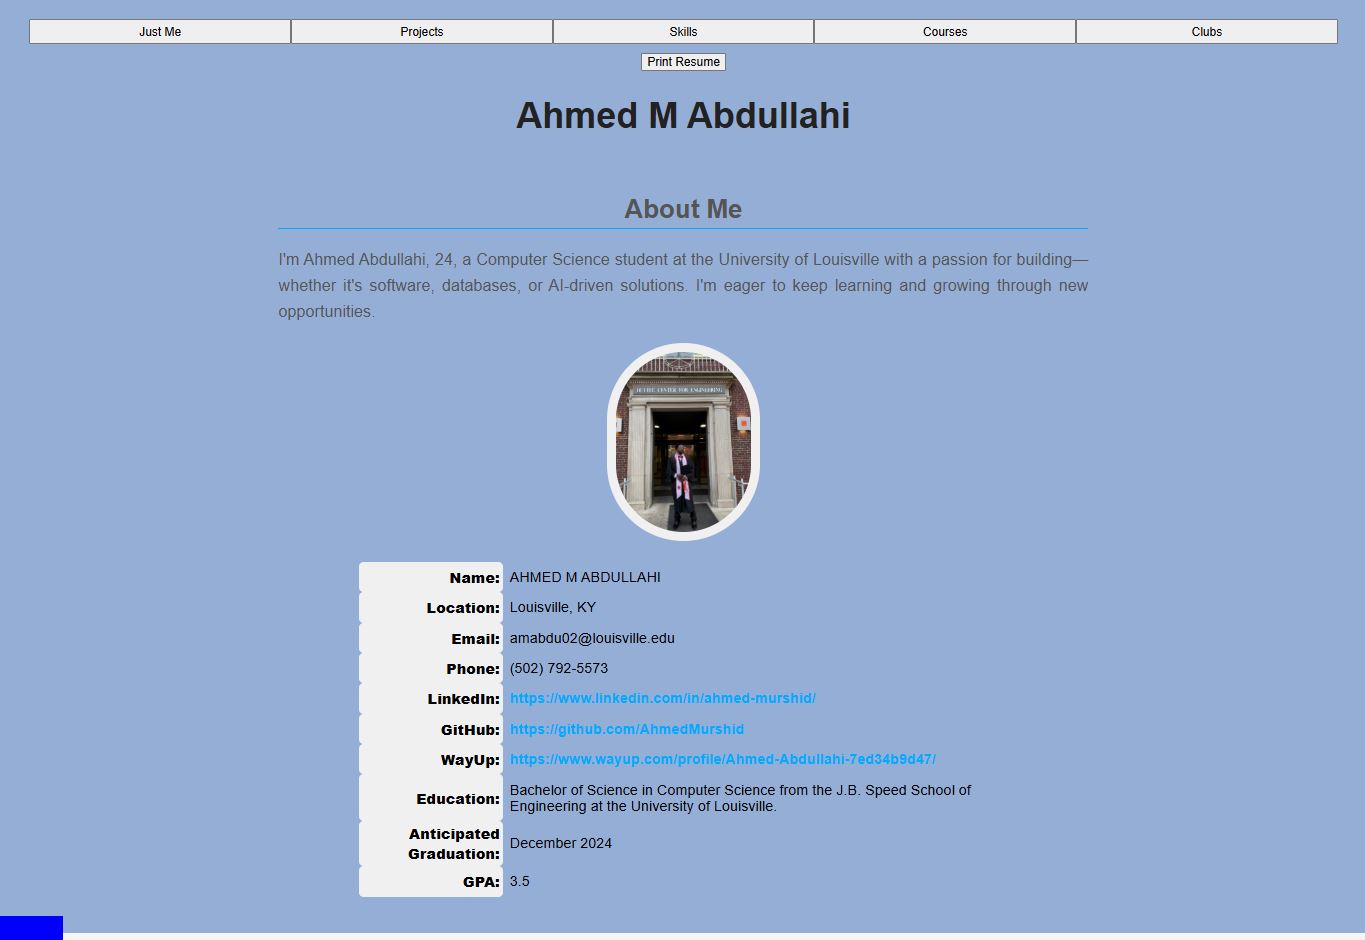 Just Me
Projects
Skills
Courses
Clubs
Print Resume
Ahmed M Abdullahi
About Me
I'm Ahmed Abdullahi, 24, a Computer Science student at the University of Louisville with a passion for building—
whether it's software, databases, or AI-driven solutions. I'm eager to keep learning and growing through new
opportunities.
CENTER FOR ENGINEERING
Name: AHMED M ABDULLAHI
Location: Louisville, KY
Email: amabdu02@louisville.edu
Phone: (502) 792-5573
LinkedIn: https://www.linkedin.com/in/ahmed-murshid/
GitHub: https://github.com/AhmedMurshid
WayUp: https://www.wayup.com/profile/Ahmed-Abdullahi-7ed34b9d47/
Education: Bachelor of Science in Computer Science from the J.B. Speed School of
Engineering at the University of Louisville.
Anticipated
Graduation: December 2024
GPA: 3.5